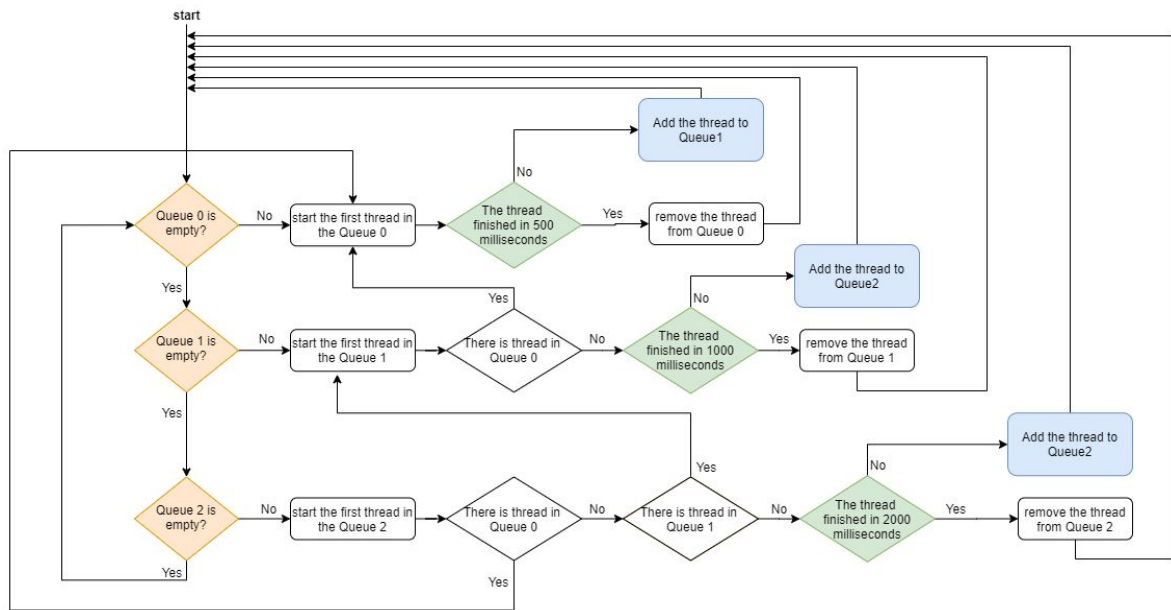 start
Add the thread to
Queue1
No
Queue 0 is
empty?
No
start the first thread in
the Queue 0
The thread
finished in 500
milliseconds
Yes
remove the thread
from Queue 0
Add the thread to
Queue2
Yes
Yes
No
Queue 1 is
empty?
No
start the first thread in
the Queue 1
There is thread in
Queue 0
No
The thread
finished in 1000
milliseconds
Yes
remove the thread
from Queue 1
Yes
Add the thread to
Queue2
Yes
No
Queue 2 is
empty?
No
start the first thread in
the Queue 2
There is thread in
Queue 0
No
There is thread in
Queue 1
No
The thread
finished in 2000
milliseconds
Yes
remove the thread
from Queue 2
Yes
Yes